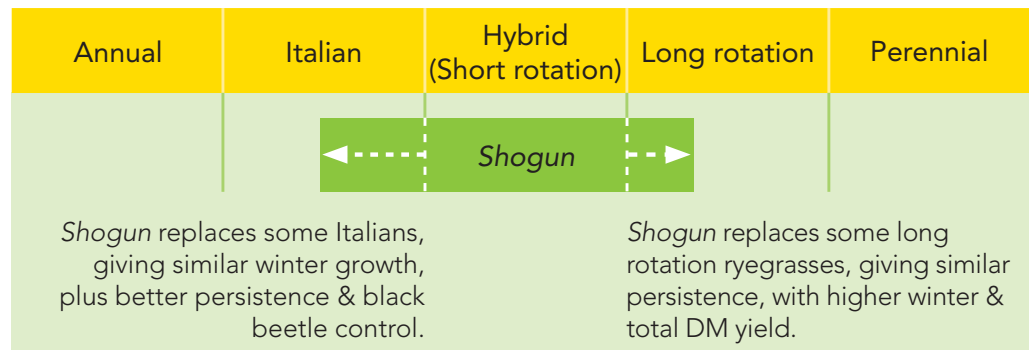 Annual
Italian
Hybrid
(Short rotation)
Long rotation
Perennial
Shogun
Shogun replaces some Italians,
giving similar winter growth,
plus better persistence & black
beetle control.
Shogun replaces some long
rotation ryegrasses, giving similar
persistence, with higher winter &
total DM yield.